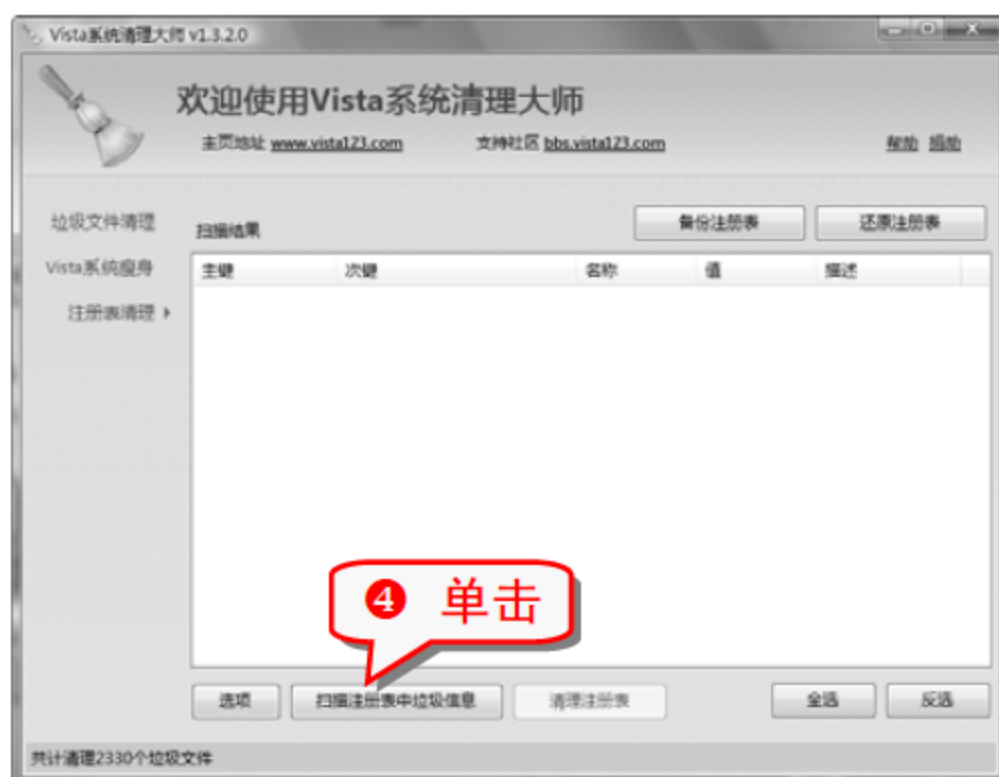 Vista系统清理大师 v1.3.2.0
欢迎使用Vista系统清理大师
主页地址 www.vista123.com 支持社区 bbs.vista123.com 帮助 捐助
垃圾文件清理
Vista系统瘦身
注册表清理
扫描结果 备份注册表 还原注册表
主键 次键 名称 值 描述
4 单击
选项 扫描注册表中垃圾信息 清理注册表 全选 反选
共计清理2330个垃圾文件